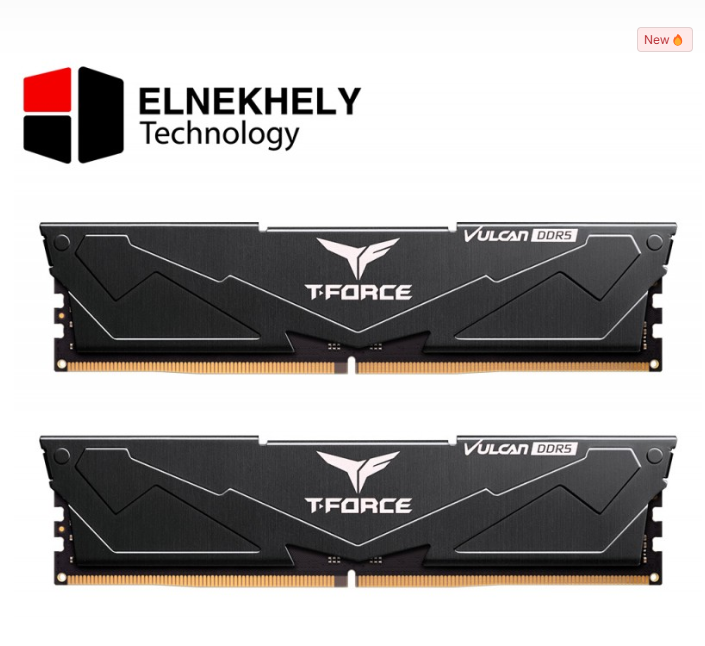 New🔥
ELNEKHELY
Technology
VULCAN DDR5
T-FORCE
VULCAN DDR5
T-FORCE